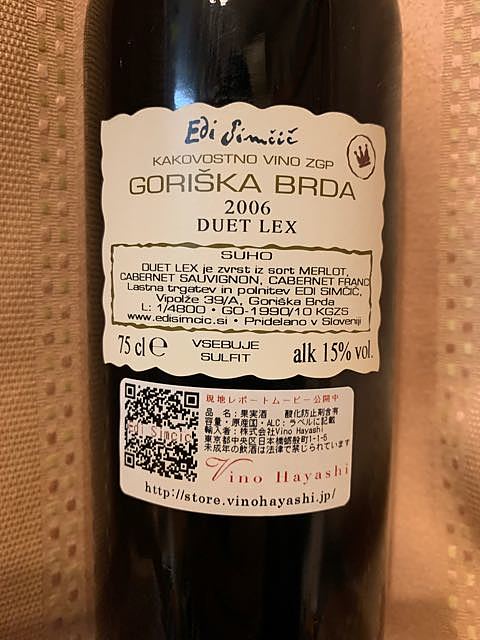 Edi Simčič
KAKOVOSTNO VINO ZGP
GORIŠKA BRDA
2006
DUET LEX
SUHO
DUET LEX je zvrst iz sort MERLOT,
CABERNET SAUVIGNON, CABERNET FRANC
Lastna trgatev in polnitev EDI SIMČIČ,
Vipolže 39/A, Goriška Brda
L: 1/4800 • GO-1990/10 KGZS
www.edisimcic.si • Pridelano v Sloveniji
75 cl e
VSEBUJE
SULFIT
alk 15% vol.
現地レポートムービー公開中
Edi Simcic
品名：果実酒 酸化防止剤含有
容量・原産国・ALC：ラベルに記載
輸入者：株式会社Vino Hayashi
東京都中央区日本橋蛎殻町1-1-5
未成年の飲酒は法律で禁じられています
Vino Hayashi
http://store.vinohayashi.jp/